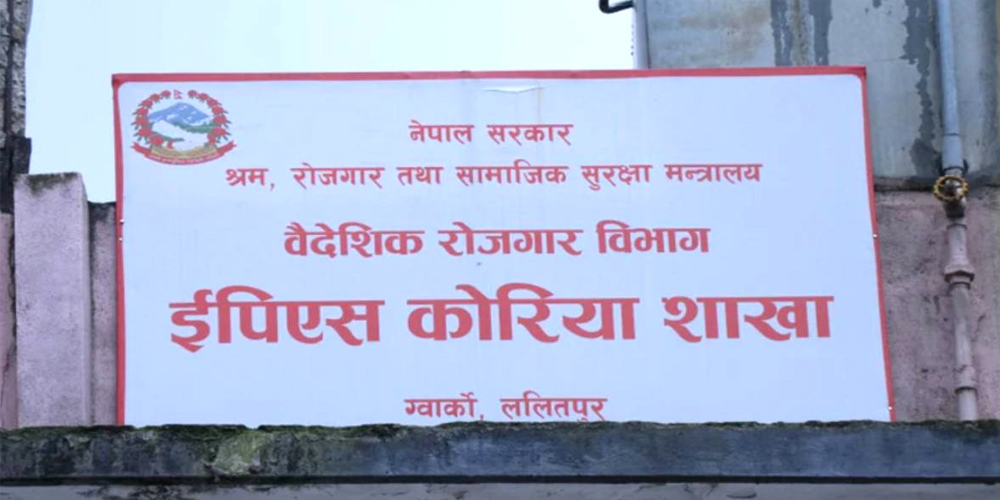 नेपाल सरकार
श्रम, रोजगार तथा सामाजिक सुरक्षा मन्त्रालय
वैदेशिक रोजगार विभाग
ईपिएस कोरिया शाखा
ग्वार्को, ललितपुर